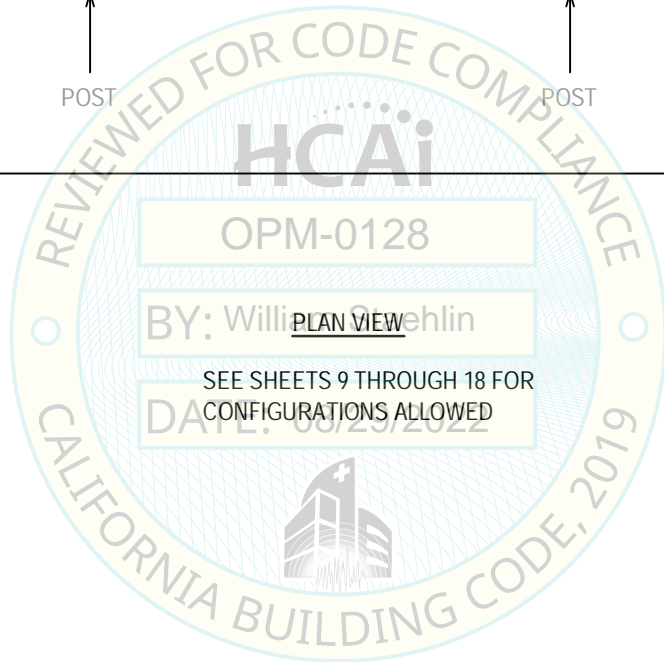 POST POST
REVIEWED FOR CODE COMPLIANCE
HCAi
OPM-0128
BY: William
PLAN VIEW
SEE SHEETS 9 THROUGH 18 FOR
CONFIGURATIONS ALLOWED
DATE: 08/29/2022
CALIFORNIA BUILDING CODE, 2019